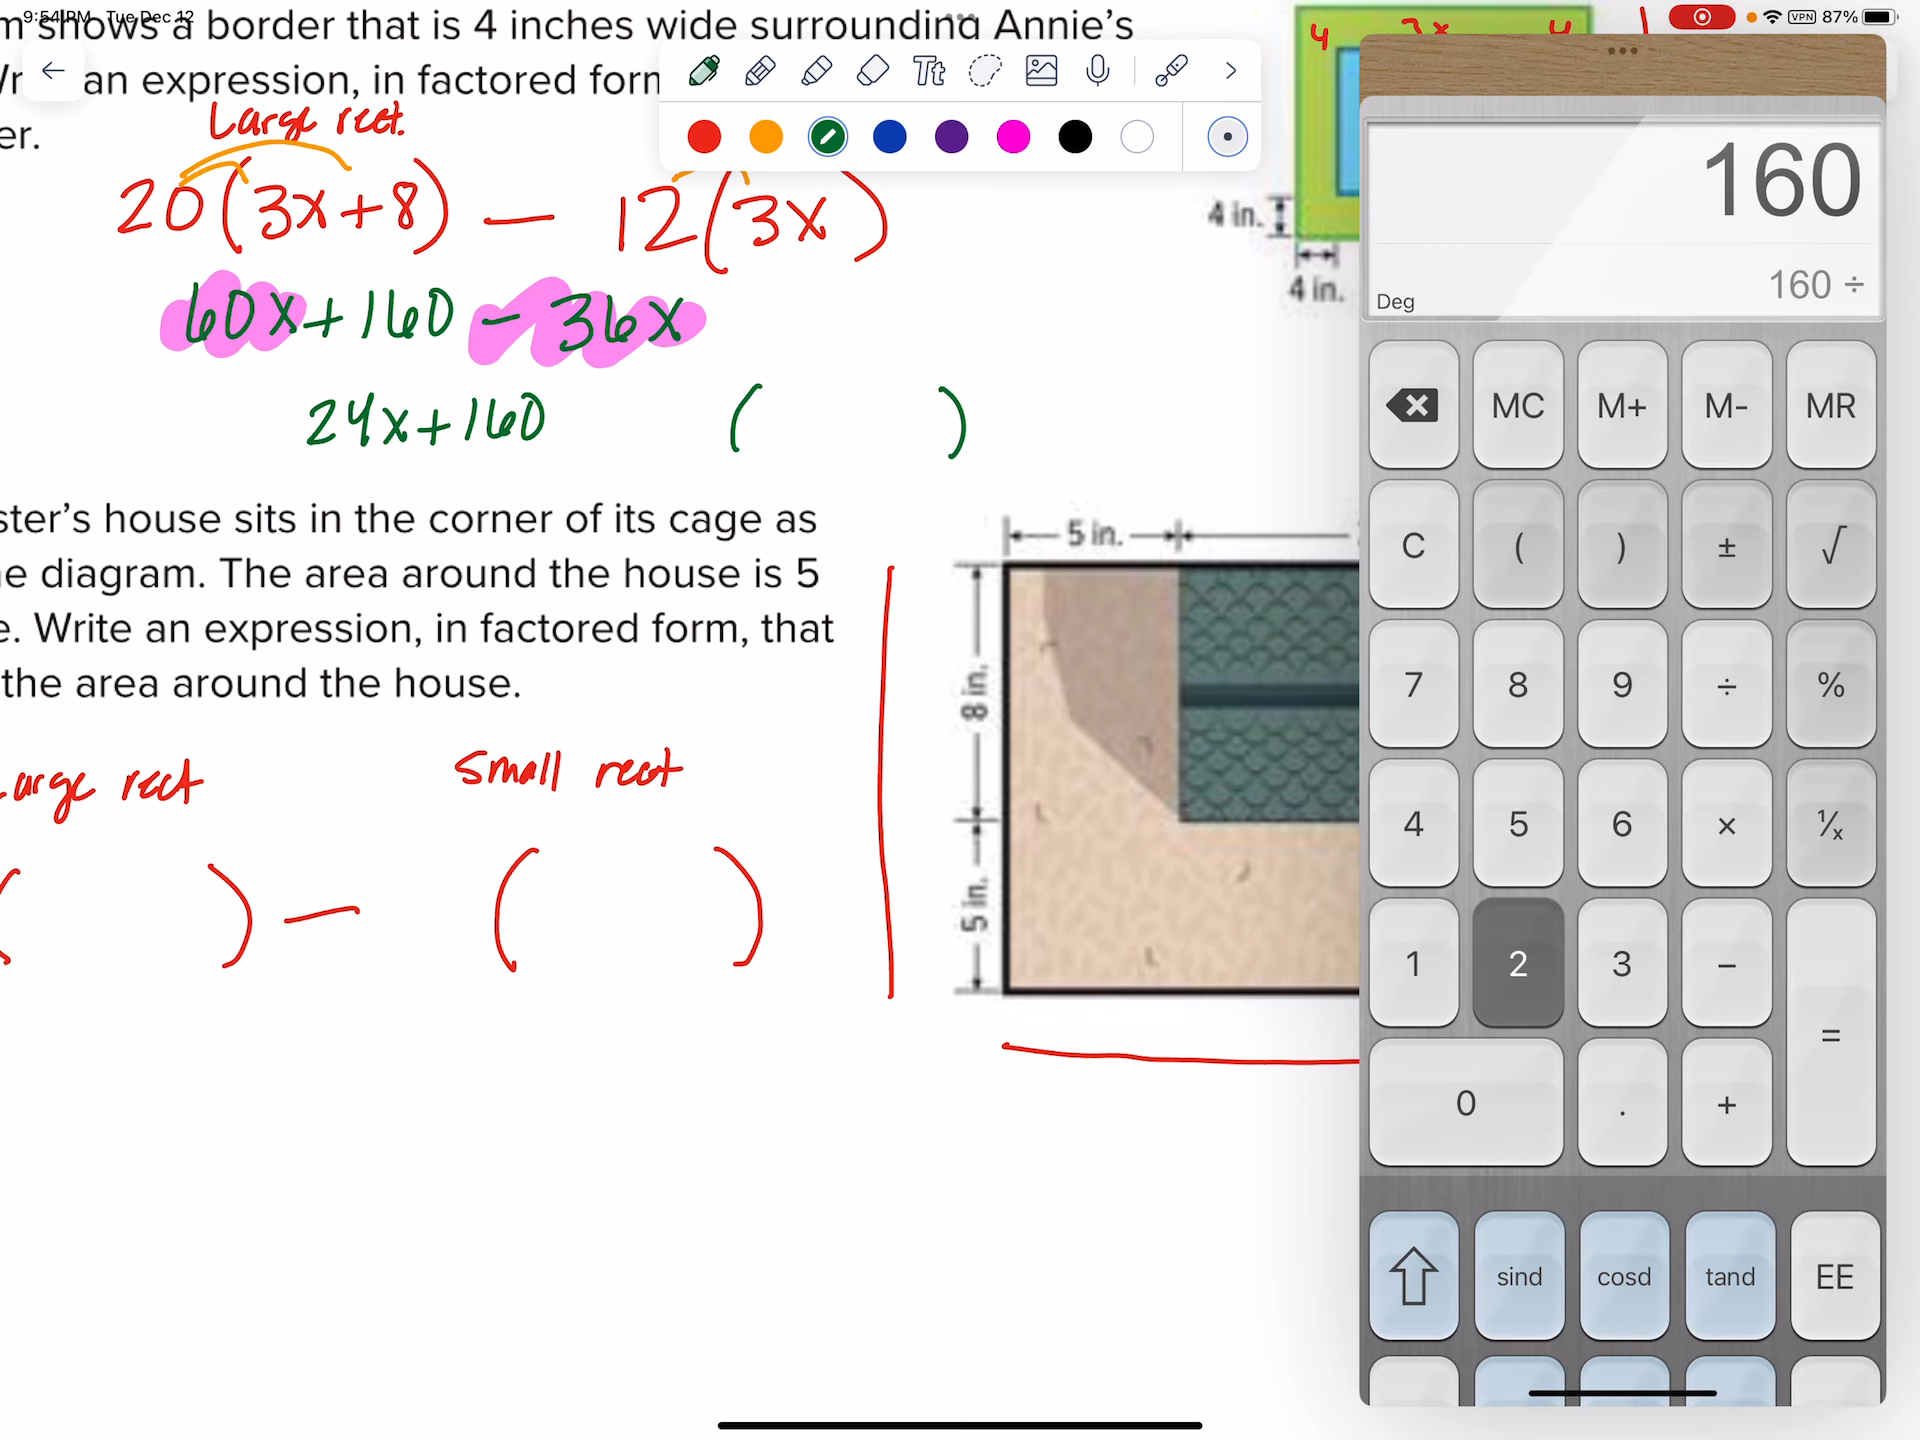 9:54 PM Tue Dec 12
87%
VPN
m shows a border that is 4 inches wide surrounding Annie's
an expression, in factored form
er.
Large rect.
20(3x+8) — 12(3x)
60x+160 - 36x
24x+160 ( )
4 3x 4
4 in.
4 in.
Tt
ster's house sits in the corner of its cage as
e diagram. The area around the house is 5
e. Write an expression, in factored form, that
the area around the house.
Large rect Small rect
( ) — ( )
5 in.
8 in.
5 in.
160
160 ÷
Deg
MC M+ M- MR
C ( ) ± √
7 8 9 ÷ %
4 5 6 × ¹⁄ₓ
1 2 3 −
=
0 . +
sind cosd tand EE